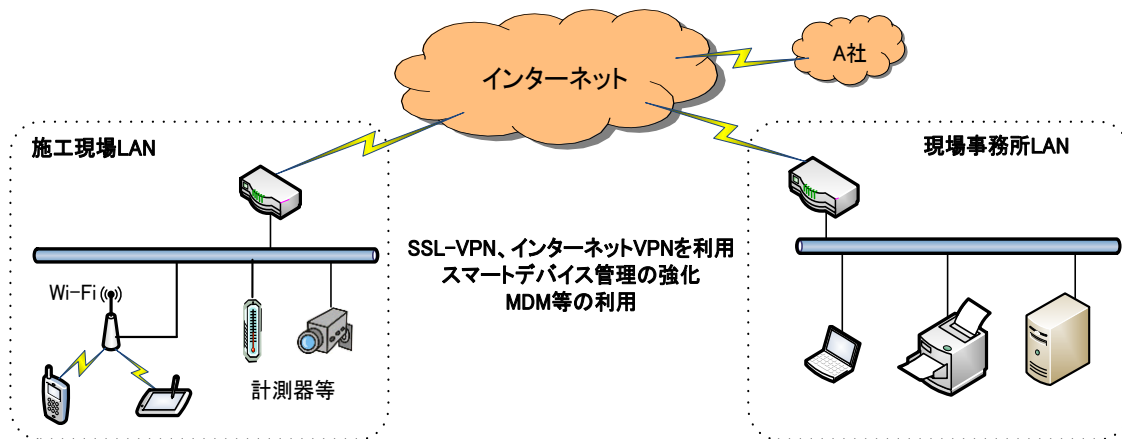 インターネット
A社
施工現場LAN
現場事務所LAN
SSL-VPN、インターネットVPNを利用
スマートデバイス管理の強化
MDM等の利用
Wi-Fi
計測器等